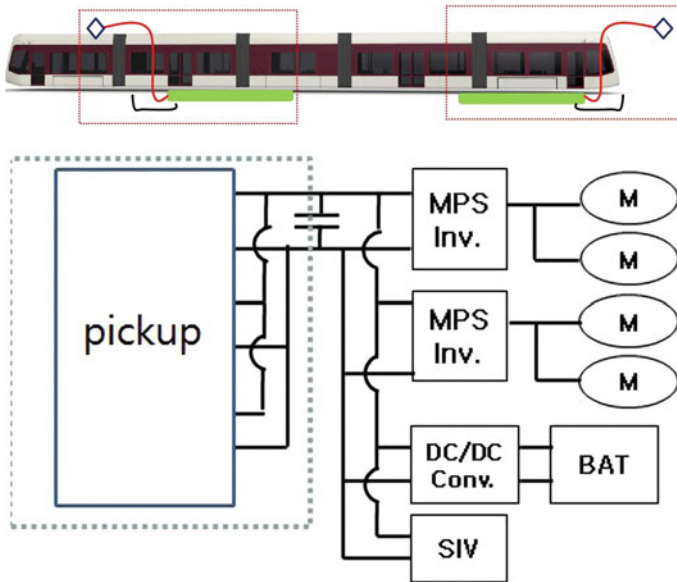 pickup
MPS
Inv.
M
M
MPS
Inv.
M
M
DC/DC
Conv.
BAT
SIV